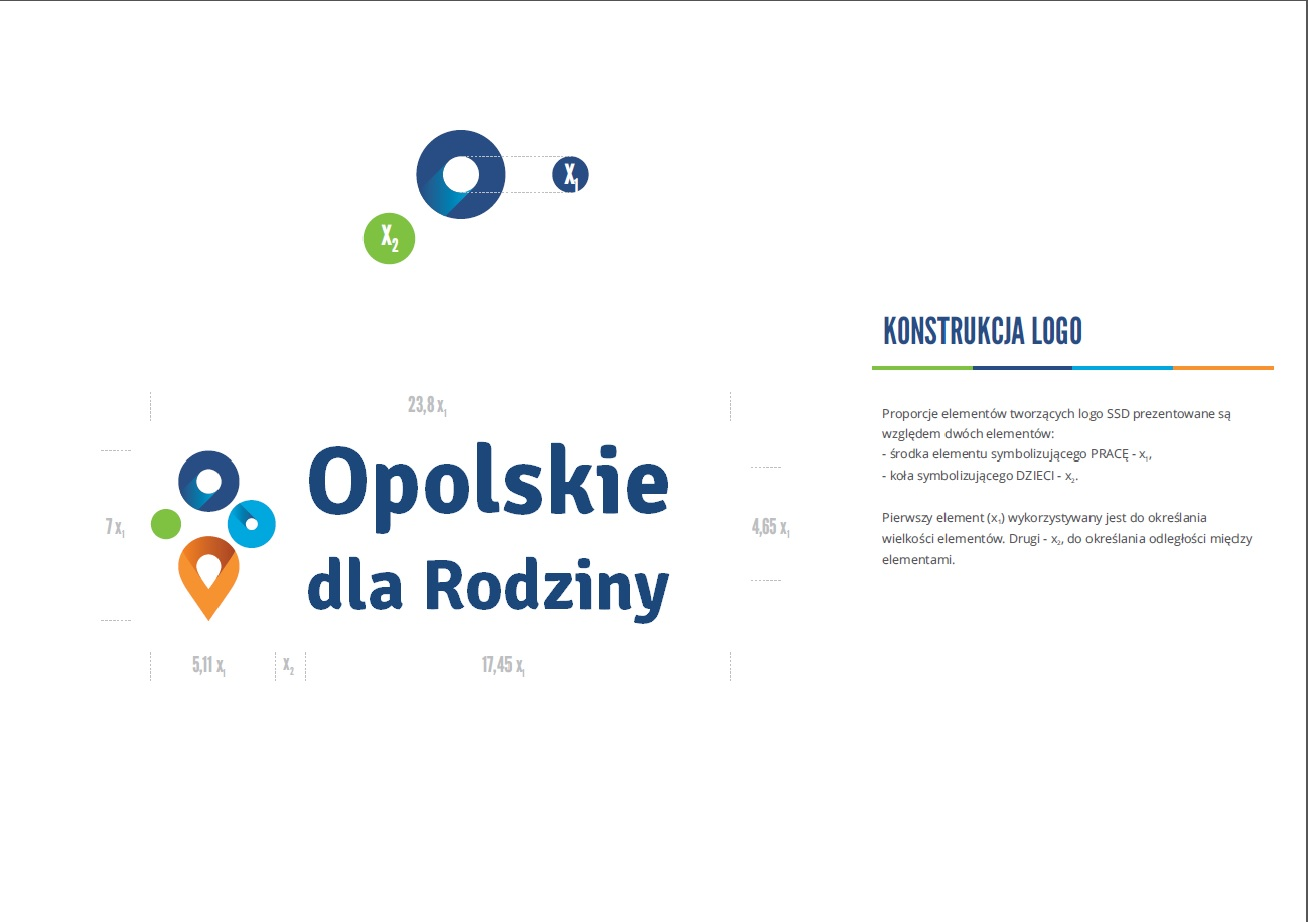 X₁
X₂
KONSTRUKCJA LOGO
23,8 x₁
Proporcje elementów tworzących logo SSD prezentowane są
względem dwóch elementów:
- środka elementu symbolizującego PRACĘ - x₁,
- koła symbolizującego DZIECI - x₂.
Pierwszy element (x₁) wykorzystywany jest do określania
wielkości elementów. Drugi - x₂, do określania odległości między
elementami.
Opolskie
dla Rodziny
7 x₁
4,65 x₁
5,11 x₁
x₂
17,45 x₁